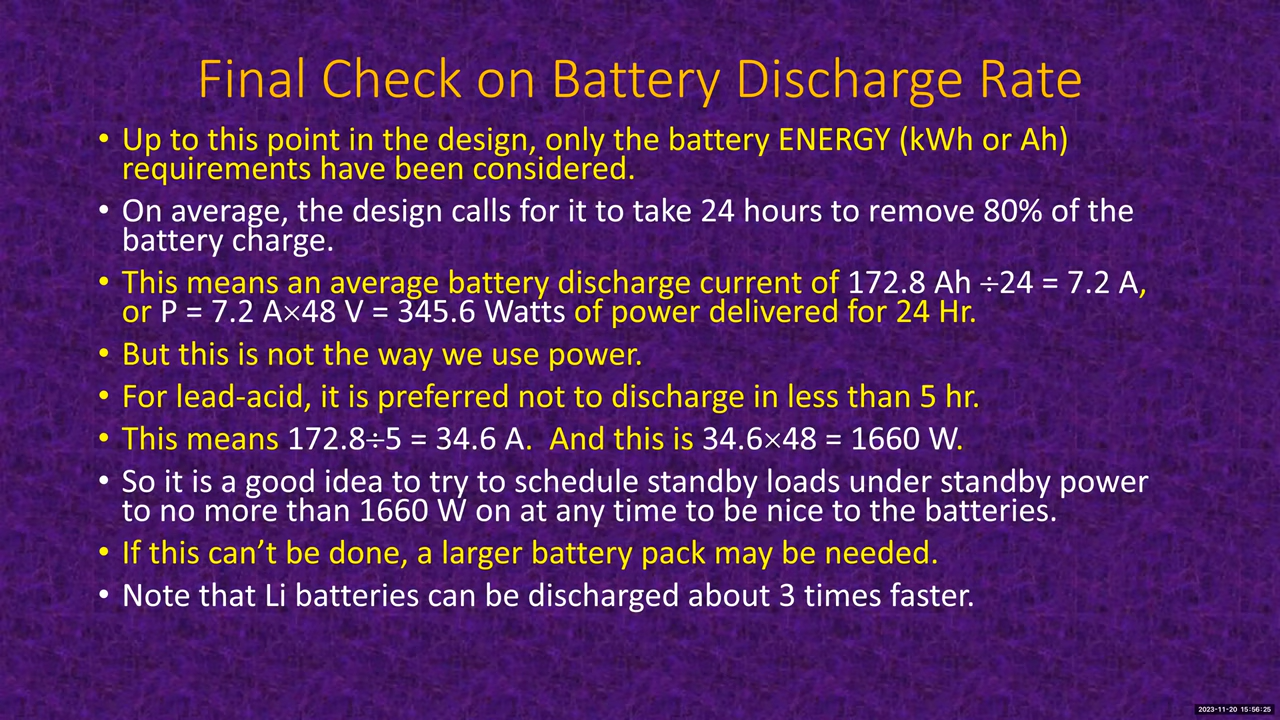 Final Check on Battery Discharge Rate
• Up to this point in the design, only the battery ENERGY (kWh or Ah)
requirements have been considered.
• On average, the design calls for it to take 24 hours to remove 80% of the
battery charge.
• This means an average battery discharge current of 172.8 Ah ÷24 = 7.2 A,
or P = 7.2 A×48 V = 345.6 Watts of power delivered for 24 Hr.
• But this is not the way we use power.
• For lead-acid, it is preferred not to discharge in less than 5 hr.
• This means 172.8÷5 = 34.6 A.  And this is 34.6×48 = 1660 W.
• So it is a good idea to try to schedule standby loads under standby power
to no more than 1660 W on at any time to be nice to the batteries.
• If this can’t be done, a larger battery pack may be needed.
• Note that Li batteries can be discharged about 3 times faster.
2023-11-20 15:56:25